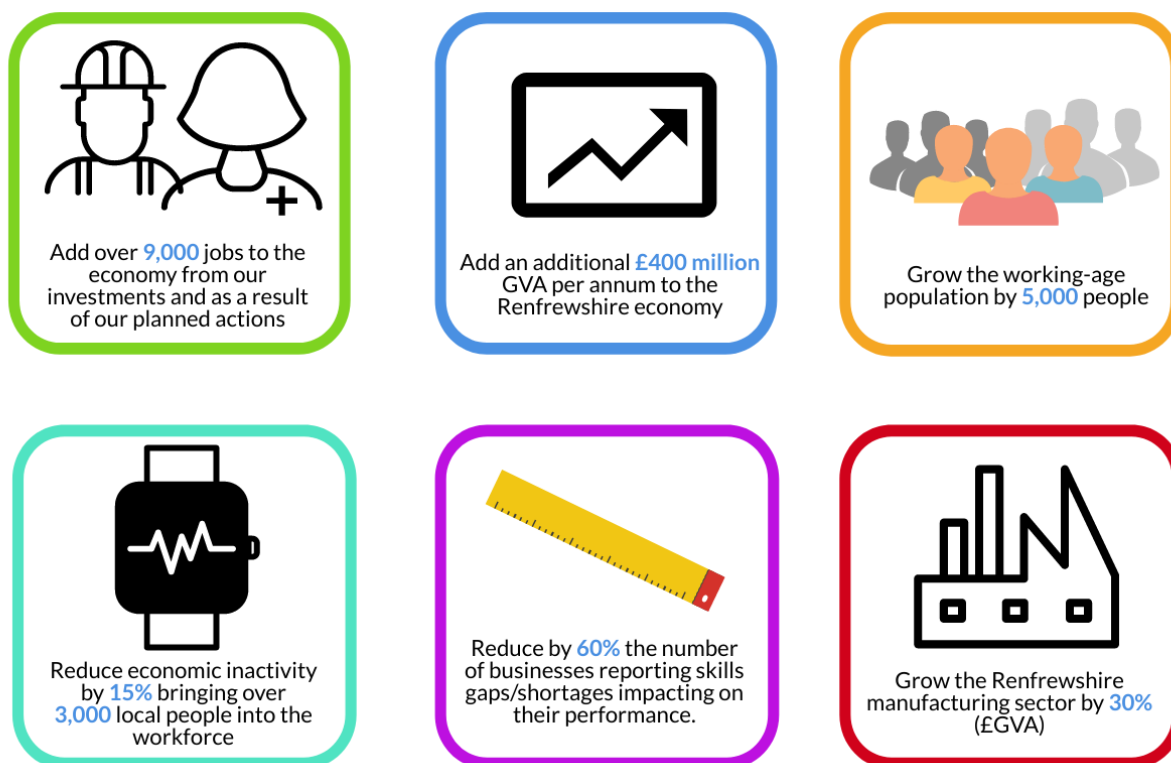 Add over 9,000 jobs to the
economy from our
investments and as a result
of our planned actions
Add an additional £400 million
GVA per annum to the
Renfrewshire economy
Grow the working-age
population by 5,000 people
Reduce economic inactivity
by 15% bringing over
3,000 local people into the
workforce
Reduce by 60% the number
of businesses reporting skills
gaps/shortages impacting on
their performance.
Grow the Renfrewshire
manufacturing sector by 30%
(£GVA)